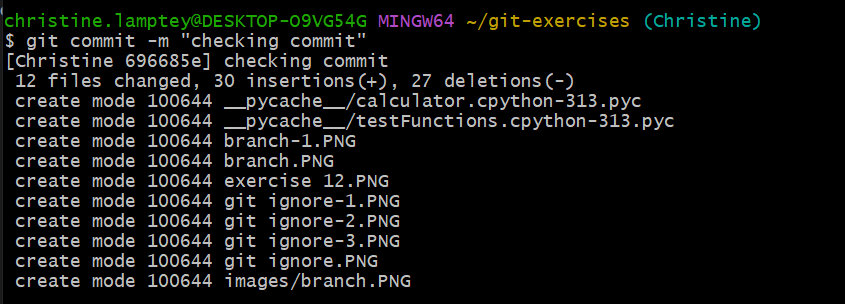 christine.lamptey@DESKTOP-O9VG54G MINGW64 ~/git-exercises (Christine)
$ git commit -m "checking commit"
[Christine 696685e] checking commit
 12 files changed, 30 insertions(+), 27 deletions(-)
 create mode 100644 __pycache__/calculator.cpython-313.pyc
 create mode 100644 __pycache__/testFunctions.cpython-313.pyc
 create mode 100644 branch-1.PNG
 create mode 100644 branch.PNG
 create mode 100644 exercise 12.PNG
 create mode 100644 git ignore-1.PNG
 create mode 100644 git ignore-2.PNG
 create mode 100644 git ignore-3.PNG
 create mode 100644 git ignore.PNG
 create mode 100644 images/branch.PNG